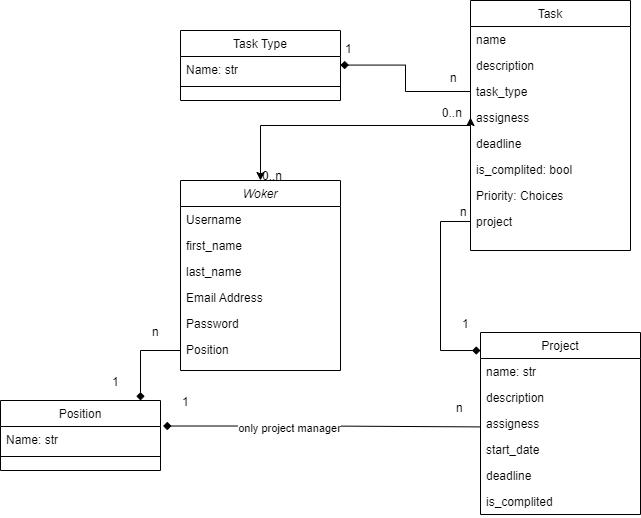 Task
name
description
task_type
assigness
deadline
is_complited: bool
Priority: Choices
project
Task Type
Name: str
1
n
0..n
0..n
Woker
Username
first_name
last_name
Email Address
Password
Position
n
1
n
1
Project
name: str
description
assigness
start_date
deadline
is_complited
Position
Name: str
1
only project manager
n